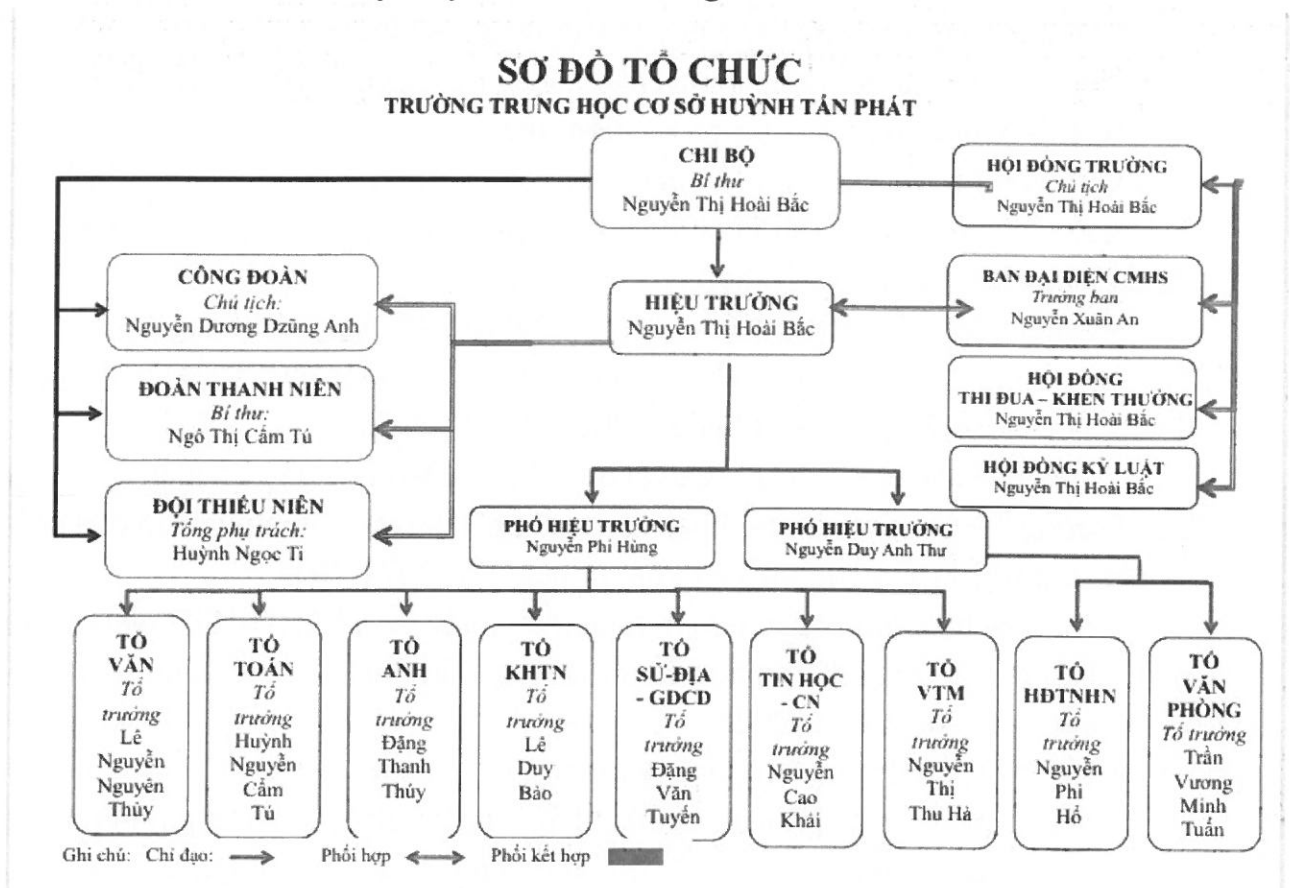 SƠ ĐỒ TỔ CHỨC
TRƯỜNG TRUNG HỌC CƠ SỞ HUỲNH TẤN PHÁT
CHI BỘ
Bí thư
Nguyễn Thị Hoài Bắc
HỘI ĐỒNG TRƯỜNG
Chủ tịch
Nguyễn Thị Hoài Bắc
CÔNG ĐOÀN
Chủ tịch:
Nguyễn Dương Dzũng Anh
HIỆU TRƯỞNG
Nguyễn Thị Hoài Bắc
BAN ĐẠI DIỆN CMHS
Trưởng ban
Nguyễn Xuân An
ĐOÀN THANH NIÊN
Bí thư:
Ngô Thị Cẩm Tú
HỘI ĐỒNG
THI ĐUA – KHEN THƯỞNG
Nguyễn Thị Hoài Bắc
HỘI ĐỒNG KỶ LUẬT
Nguyễn Thị Hoài Bắc
ĐỘI THIẾU NIÊN
Tổng phụ trách:
Huỳnh Ngọc Ti
PHÓ HIỆU TRƯỞNG
Nguyễn Phi Hùng
PHÓ HIỆU TRƯỞNG
Nguyễn Duy Anh Thư
TỔ
VĂN
Tổ
trưởng
Lê
Nguyễn
Nguyên
Thùy
TỔ
TOÁN
Tổ
trưởng
Huỳnh
Nguyễn
Cẩm
Tú
TỔ
ANH
Tổ
trưởng
Đặng
Thanh
Thúy
TỔ
KHTN
Tổ
trưởng
Lê
Duy
Bảo
TỔ
SỬ-ĐỊA
- GDCD
Tổ
trưởng
Đặng
Văn
Tuyến
TỔ
TIN HỌC
- CN
Tổ
trưởng
Nguyễn
Cao
Khải
TỔ
VTM
Tổ
trưởng
Nguyễn
Thị
Thu Hà
TỔ
HĐTNHN
Tổ
trưởng
Nguyễn
Phi
Hổ
TỔ
VĂN
PHÒNG
Tổ trưởng
Trần
Vương
Minh
Tuấn
Ghi chú: Chỉ đạo: Phối hợp Phối kết hợp